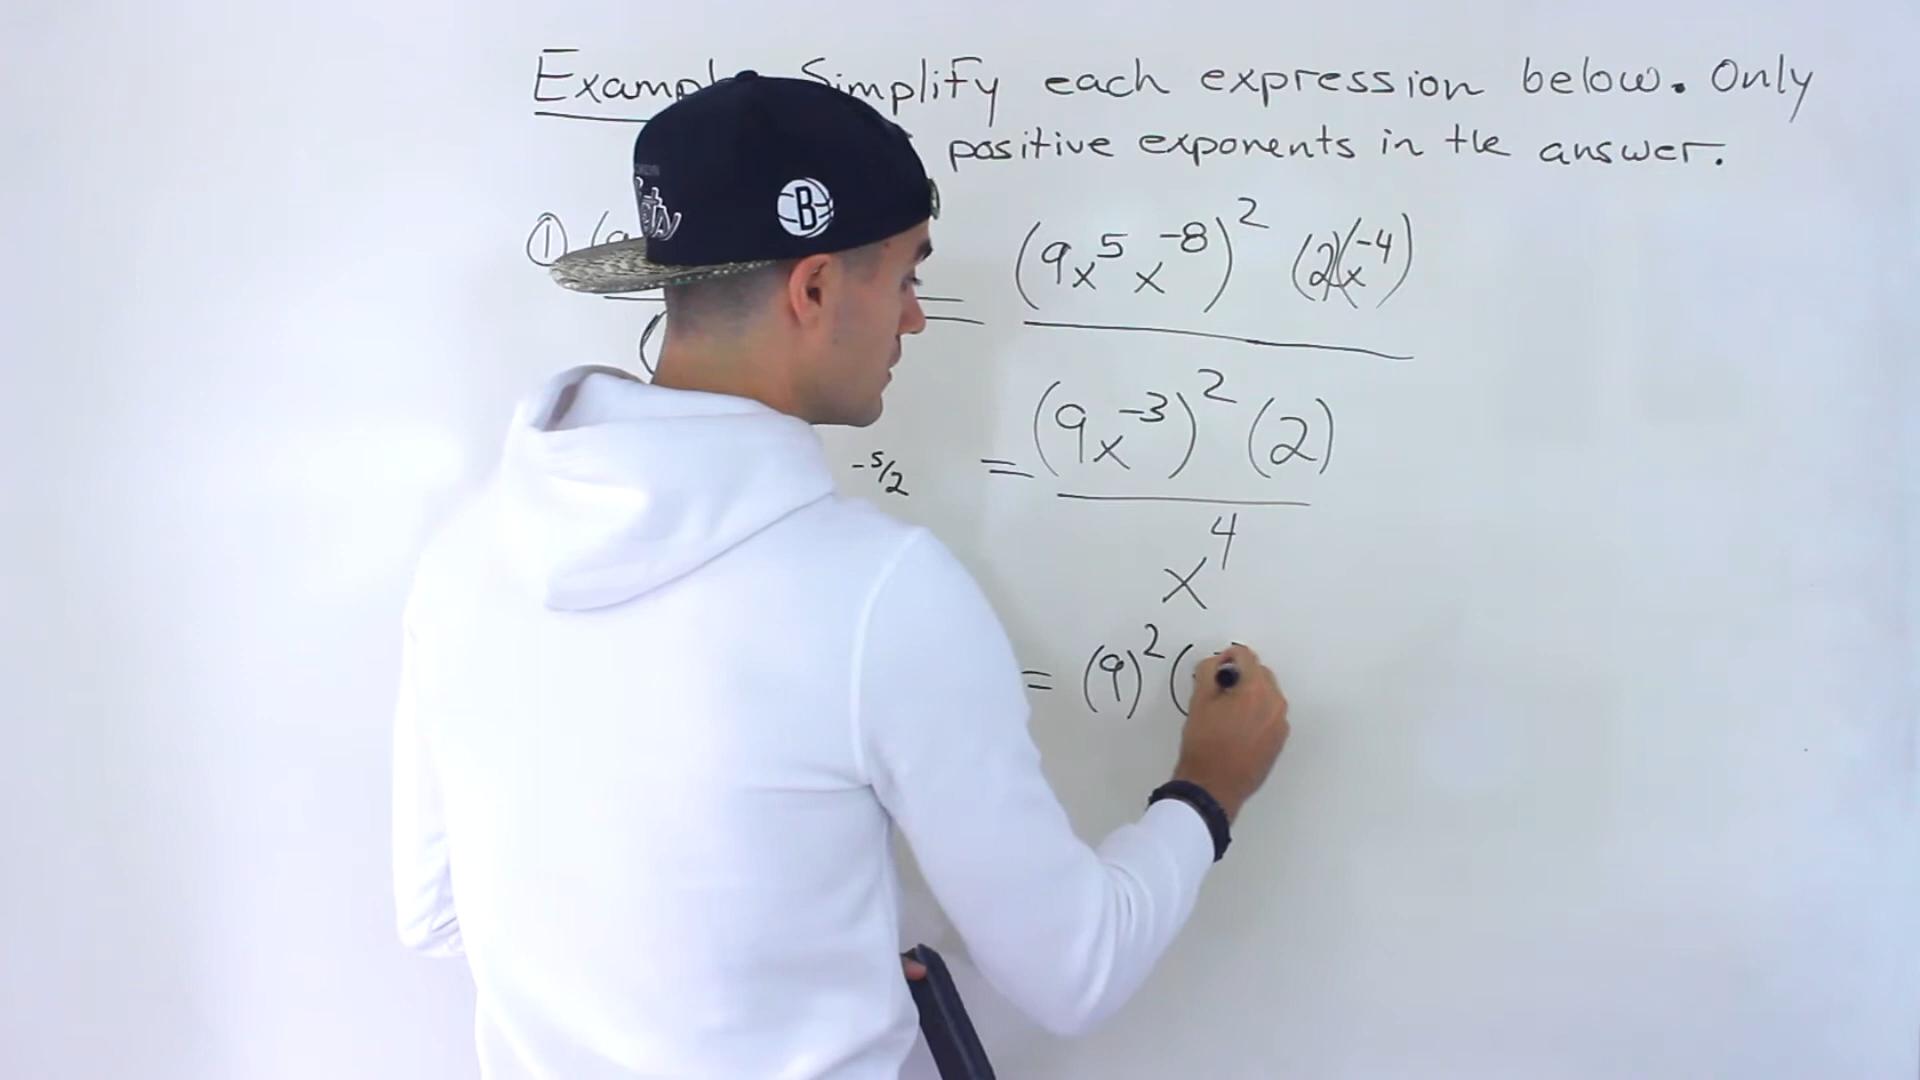 Example Simplify each expression below. Only
positive exponents in the answer.
① (9
= (9x⁵x⁻⁸)² (2)(x⁻⁴)
-5/2
= (9x⁻³)² (2)
x⁴
= (9)² (
B